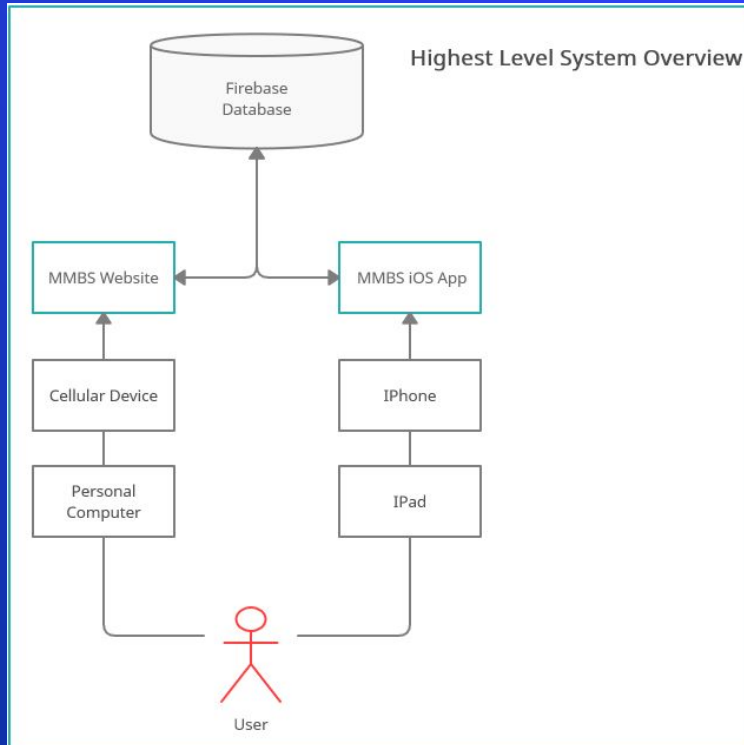 Highest Level System Overview
Firebase
Database
MMBS Website
MMBS iOS App
Cellular Device
IPhone
Personal
Computer
IPad
User